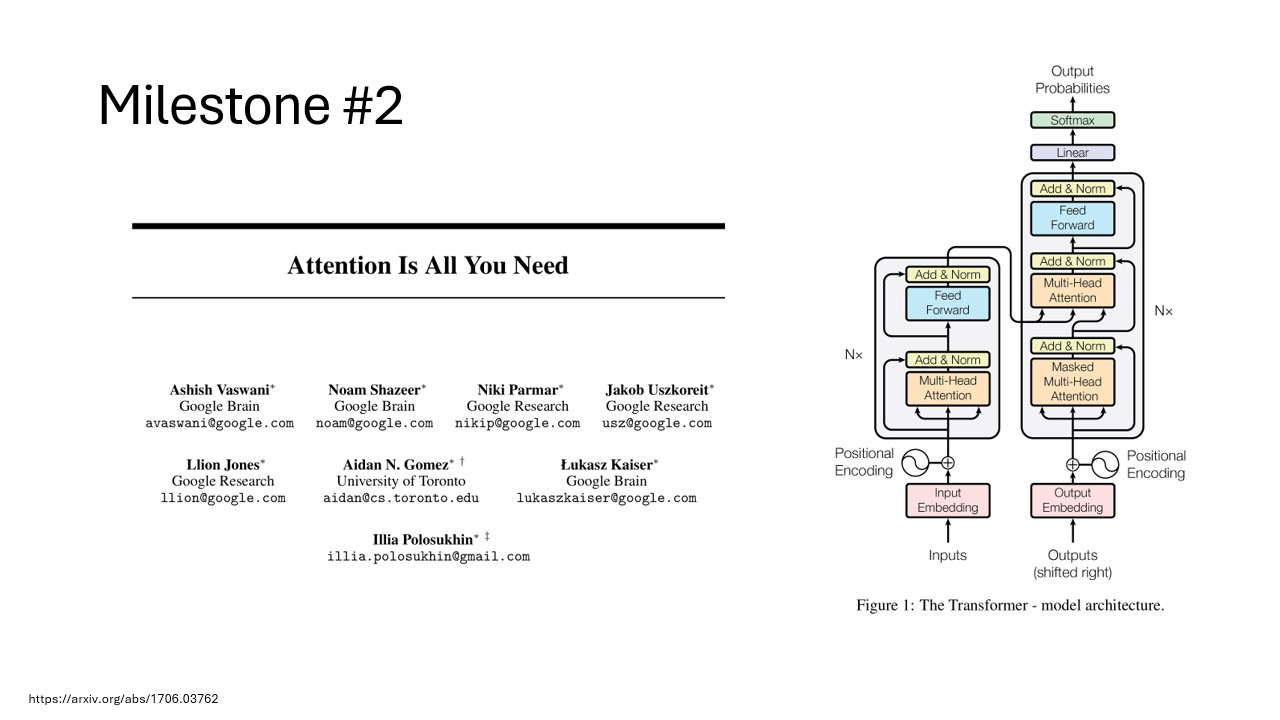 Milestone #2
Attention Is All You Need
Ashish Vaswani*
Google Brain
avaswani@google.com
Noam Shazeer*
Google Brain
noam@google.com
Niki Parmar*
Google Research
nikip@google.com
Jakob Uszkoreit*
Google Research
usz@google.com
Llion Jones*
Google Research
llion@google.com
Aidan N. Gomez* †
University of Toronto
aidan@cs.toronto.edu
Łukasz Kaiser*
Google Brain
lukaszkaiser@google.com
Illia Polosukhin* ‡
illia.polosukhin@gmail.com
Output
Probabilities
Softmax
Linear
Add & Norm
Feed
Forward
Add & Norm
Multi-Head
Attention
Add & Norm
Masked
Multi-Head
Attention
N×
Positional
Encoding
Output
Embedding
Outputs
(shifted right)
Add & Norm
Feed
Forward
Add & Norm
Multi-Head
Attention
N×
Positional
Encoding
Input
Embedding
Inputs
Figure 1: The Transformer - model architecture.
https://arxiv.org/abs/1706.03762